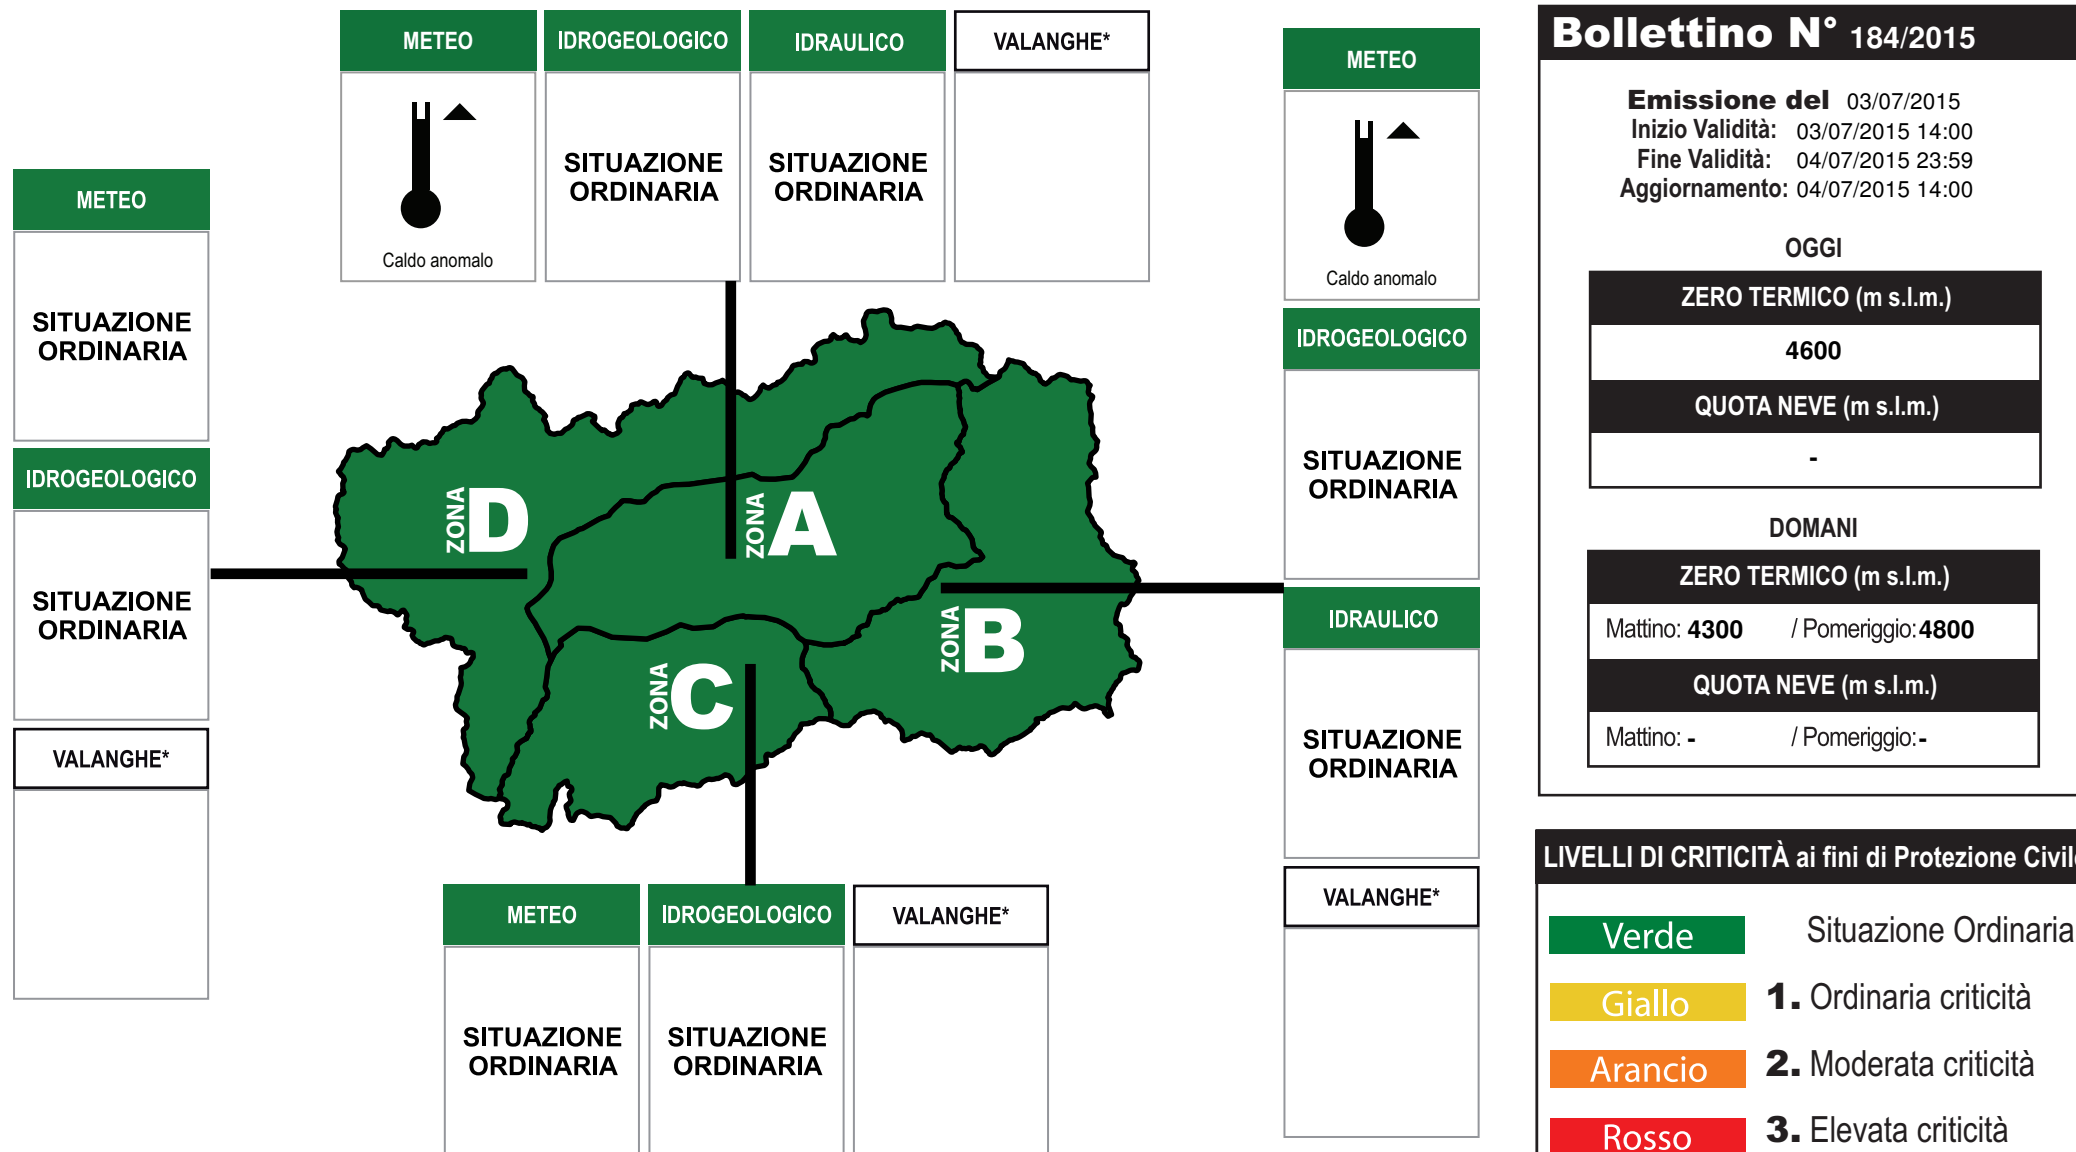 METEO
IDROGEOLOGICO
IDRAULICO
VALANGHE*
Caldo anomalo
SITUAZIONE
ORDINARIA
SITUAZIONE
ORDINARIA
METEO
SITUAZIONE
ORDINARIA
IDROGEOLOGICO
SITUAZIONE
ORDINARIA
VALANGHE*
ZONA D
ZONA A
ZONA B
ZONA C
METEO
Caldo anomalo
IDROGEOLOGICO
SITUAZIONE
ORDINARIA
IDRAULICO
SITUAZIONE
ORDINARIA
VALANGHE*
METEO
IDROGEOLOGICO
VALANGHE*
SITUAZIONE
ORDINARIA
SITUAZIONE
ORDINARIA
Bollettino N° 184/2015
Emissione del 03/07/2015
Inizio Validità: 03/07/2015 14:00
Fine Validità: 04/07/2015 23:59
Aggiornamento: 04/07/2015 14:00
OGGI
ZERO TERMICO (m s.l.m.)
4600
QUOTA NEVE (m s.l.m.)
-
DOMANI
ZERO TERMICO (m s.l.m.)
Mattino: 4300 / Pomeriggio: 4800
QUOTA NEVE (m s.l.m.)
Mattino: - / Pomeriggio: -
LIVELLI DI CRITICITÀ ai fini di Protezione Civil
Verde Situazione Ordinaria
Giallo 1. Ordinaria criticità
Arancio 2. Moderata criticità
Rosso 3. Elevata criticità